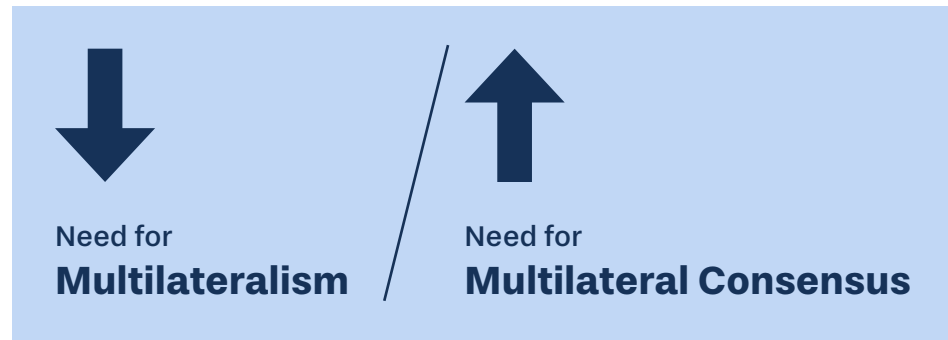 Need for
Multilateralism
Need for
Multilateral Consensus